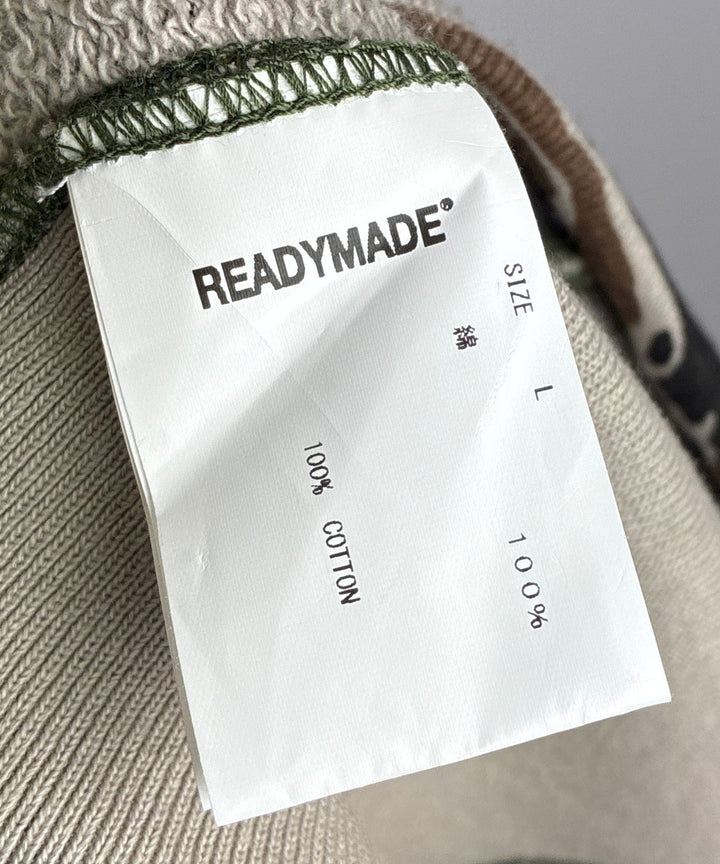 READYMADE®
SIZE L
綿 100%
100% COTTON